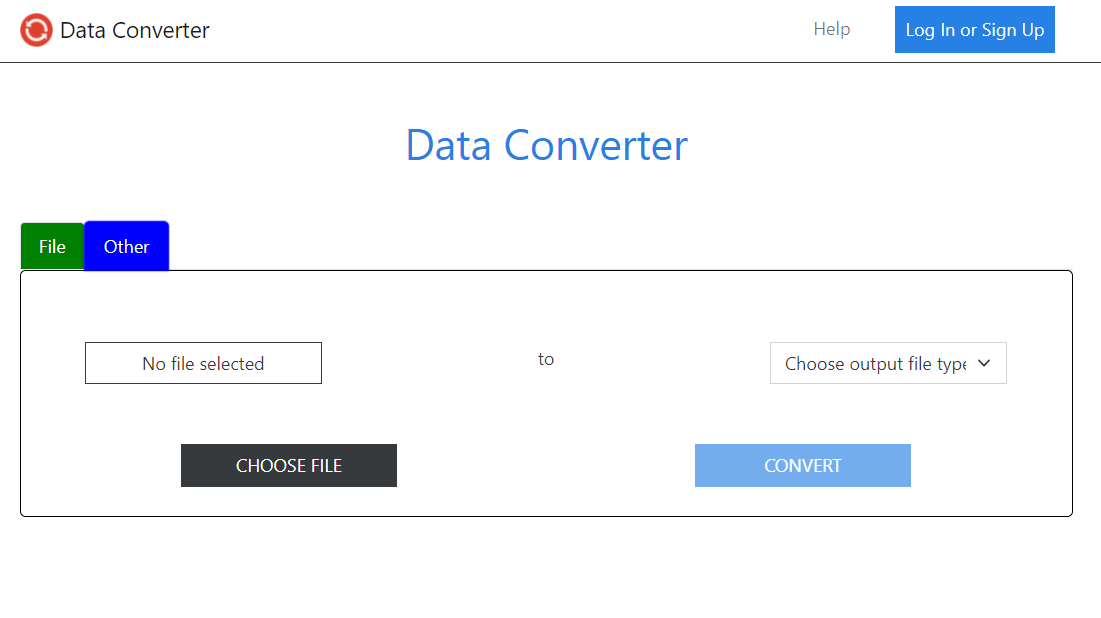 Data Converter
Help
Log In or Sign Up
Data Converter
File
Other
No file selected
to
Choose output file type
CHOOSE FILE
CONVERT